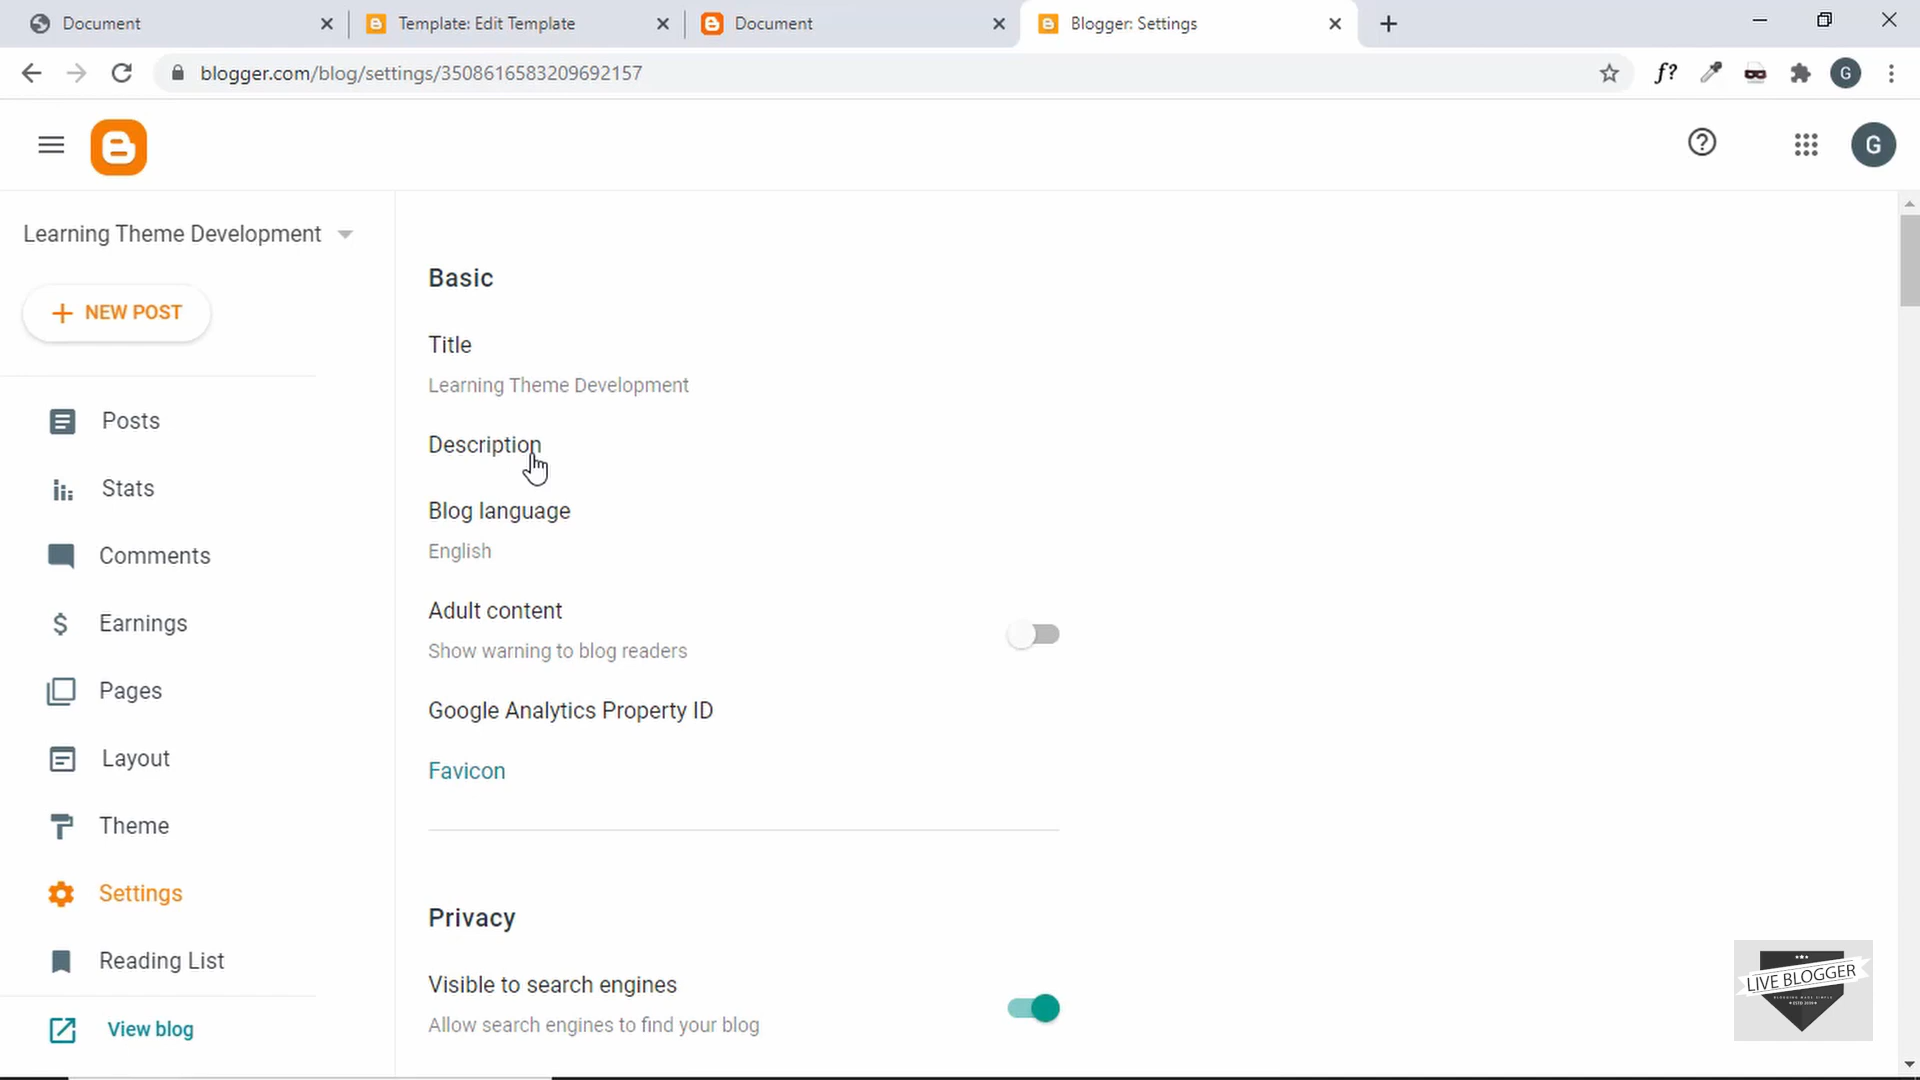 Document
Template: Edit Template
Document
Blogger: Settings
blogger.com/blog/settings/3508616583209692157
f?
G
G
Learning Theme Development
NEW POST
Posts
Stats
Comments
Earnings
Pages
Layout
Theme
Settings
Reading List
View blog
Basic
Title
Learning Theme Development
Description
Blog language
English
Adult content
Show warning to blog readers
Google Analytics Property ID
Favicon
Privacy
Visible to search engines
Allow search engines to find your blog
LIVE BLOGGER